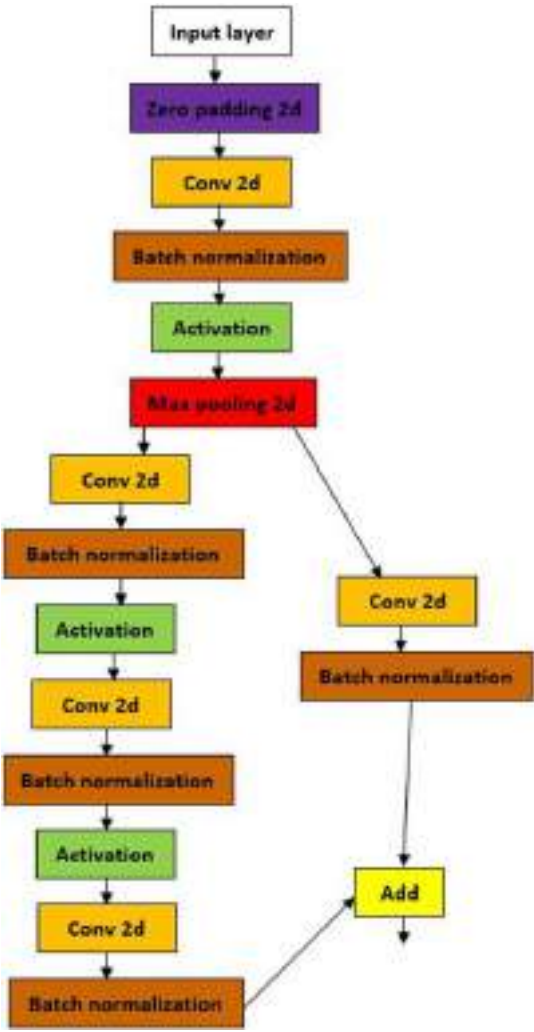 Input layer
Zero padding 2d
Conv 2d
Batch normalization
Activation
Max pooling 2d
Conv 2d
Batch normalization
Activation
Conv 2d
Batch normalization
Activation
Conv 2d
Batch normalization
Conv 2d
Batch normalization
Add